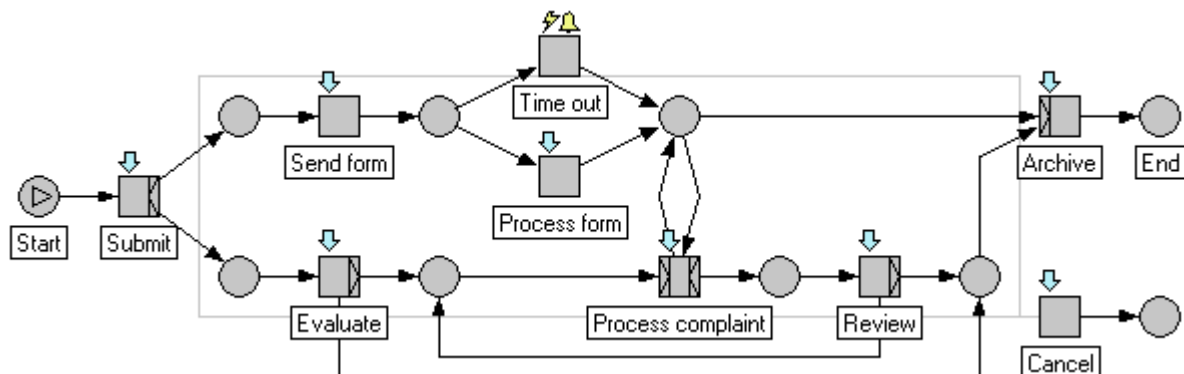 Time out
Send form
Archive
End
Process form
Start
Submit
Evaluate
Process complaint
Review
Cancel